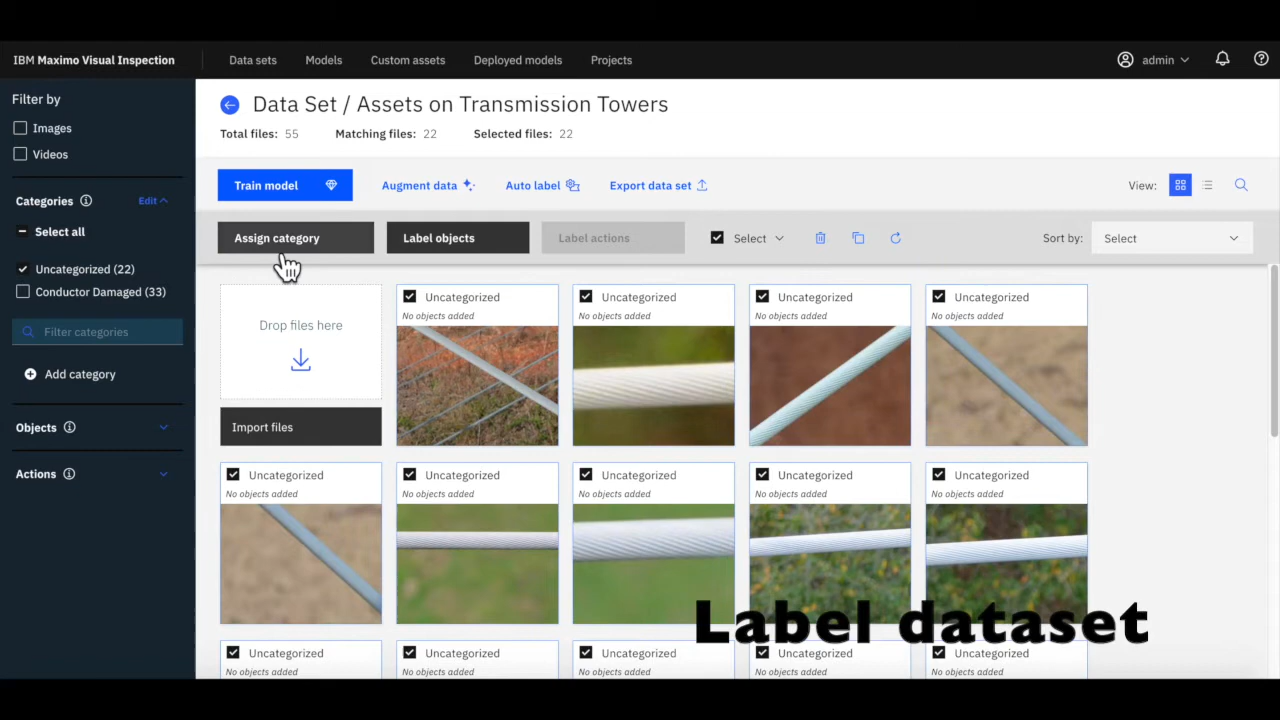 IBM Maximo Visual Inspection
Data sets
Models
Custom assets
Deployed models
Projects
admin
Filter by
Images
Videos
Categories
Edit
Select all
Uncategorized (22)
Conductor Damaged (33)
Filter categories
Add category
Objects
Actions
Data Set / Assets on Transmission Towers
Total files: 55
Matching files: 22
Selected files: 22
Train model
Augment data
Auto label
Export data set
View:
Assign category
Label objects
Label actions
Select
Sort by:
Select
Drop files here
Import files
Uncategorized
No objects added
Uncategorized
No objects added
Uncategorized
No objects added
Uncategorized
No objects added
Uncategorized
No objects added
Uncategorized
No objects added
Uncategorized
No objects added
Uncategorized
No objects added
Uncategorized
No objects added
Label dataset
Uncategorized
No objects added
Uncategorized
No objects added
Uncategorized
No objects added
Uncategorized
No objects added
Uncategorized
No objects added